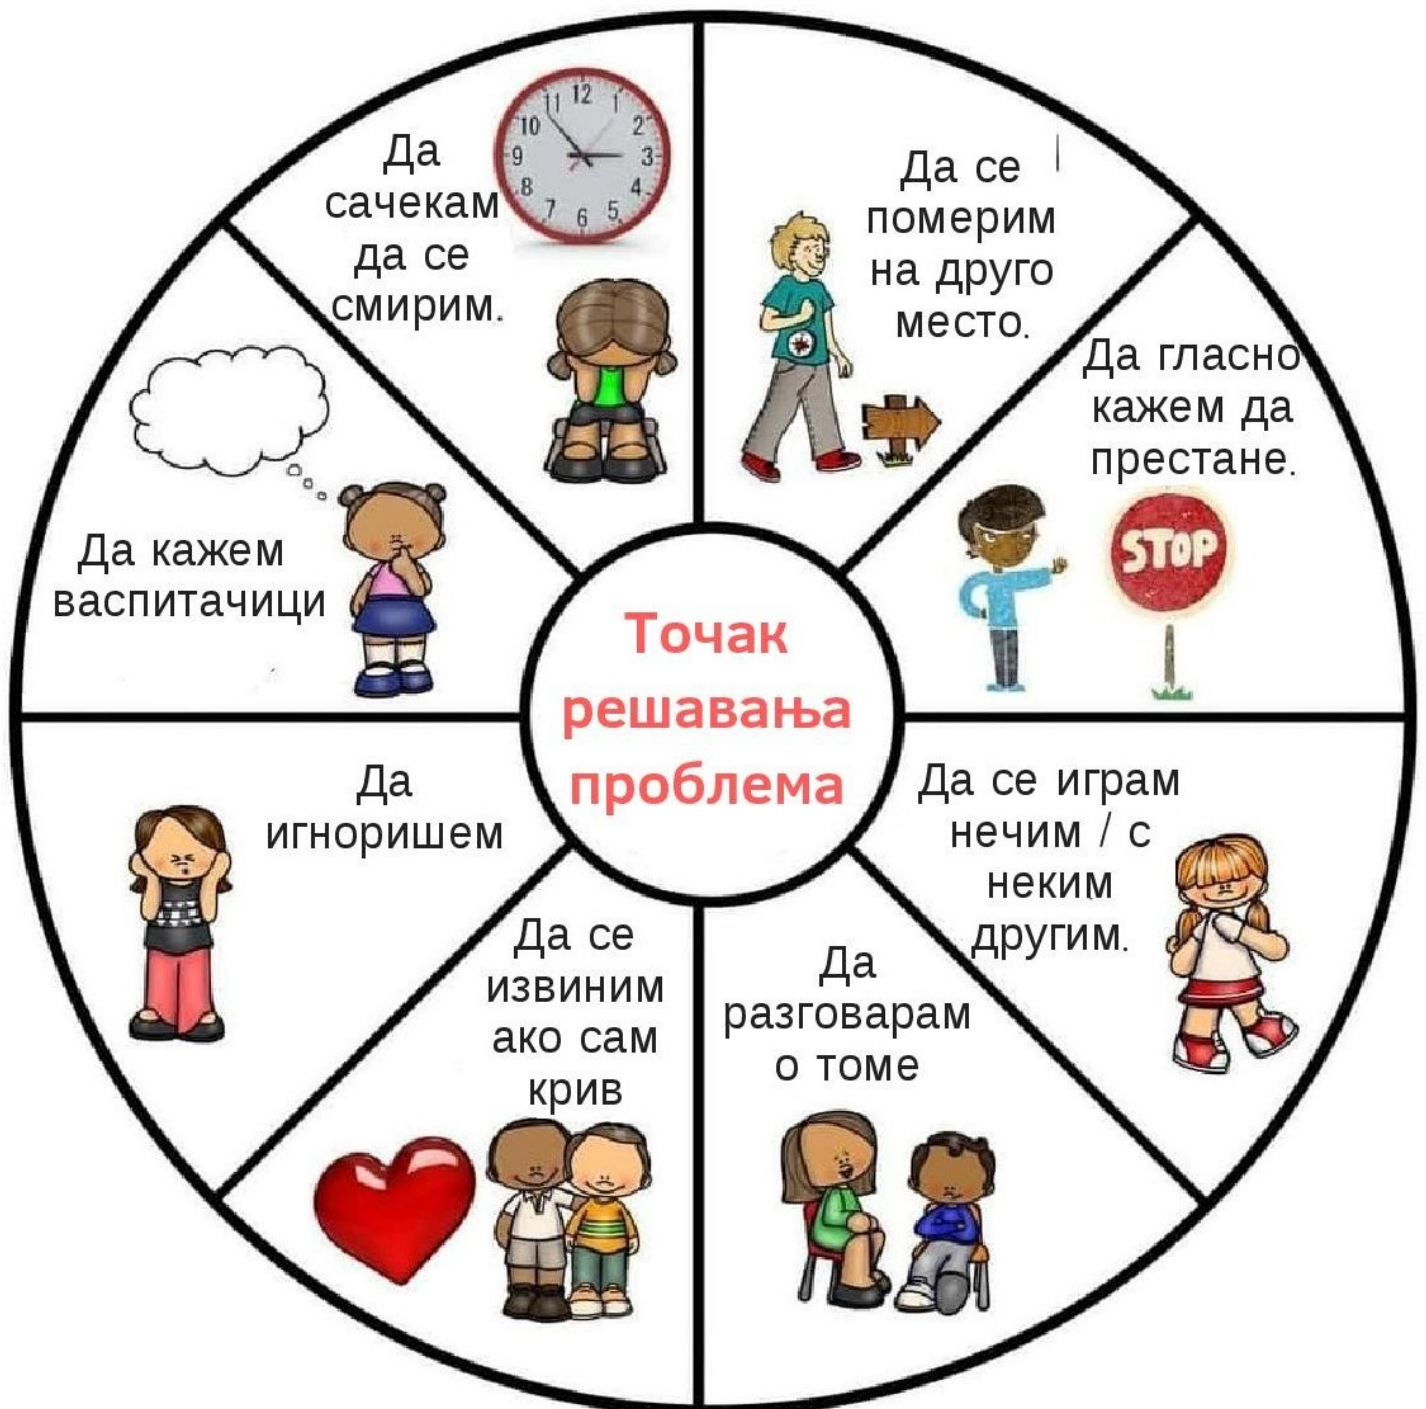 Точак
решавања
проблема
Да се
померим
на друго
место.
Да гласно
кажем да
престане.
STOP
Да се играм
нечим / с
неким
другим.
Да
разговарам
о томе
Да се
извиним
ако сам
крив
Да
игноришем
Да кажем
васпитачици
Да
сачекам
да се
смирим.
12
1
2
3
4
5
6
7
8
9
10
11